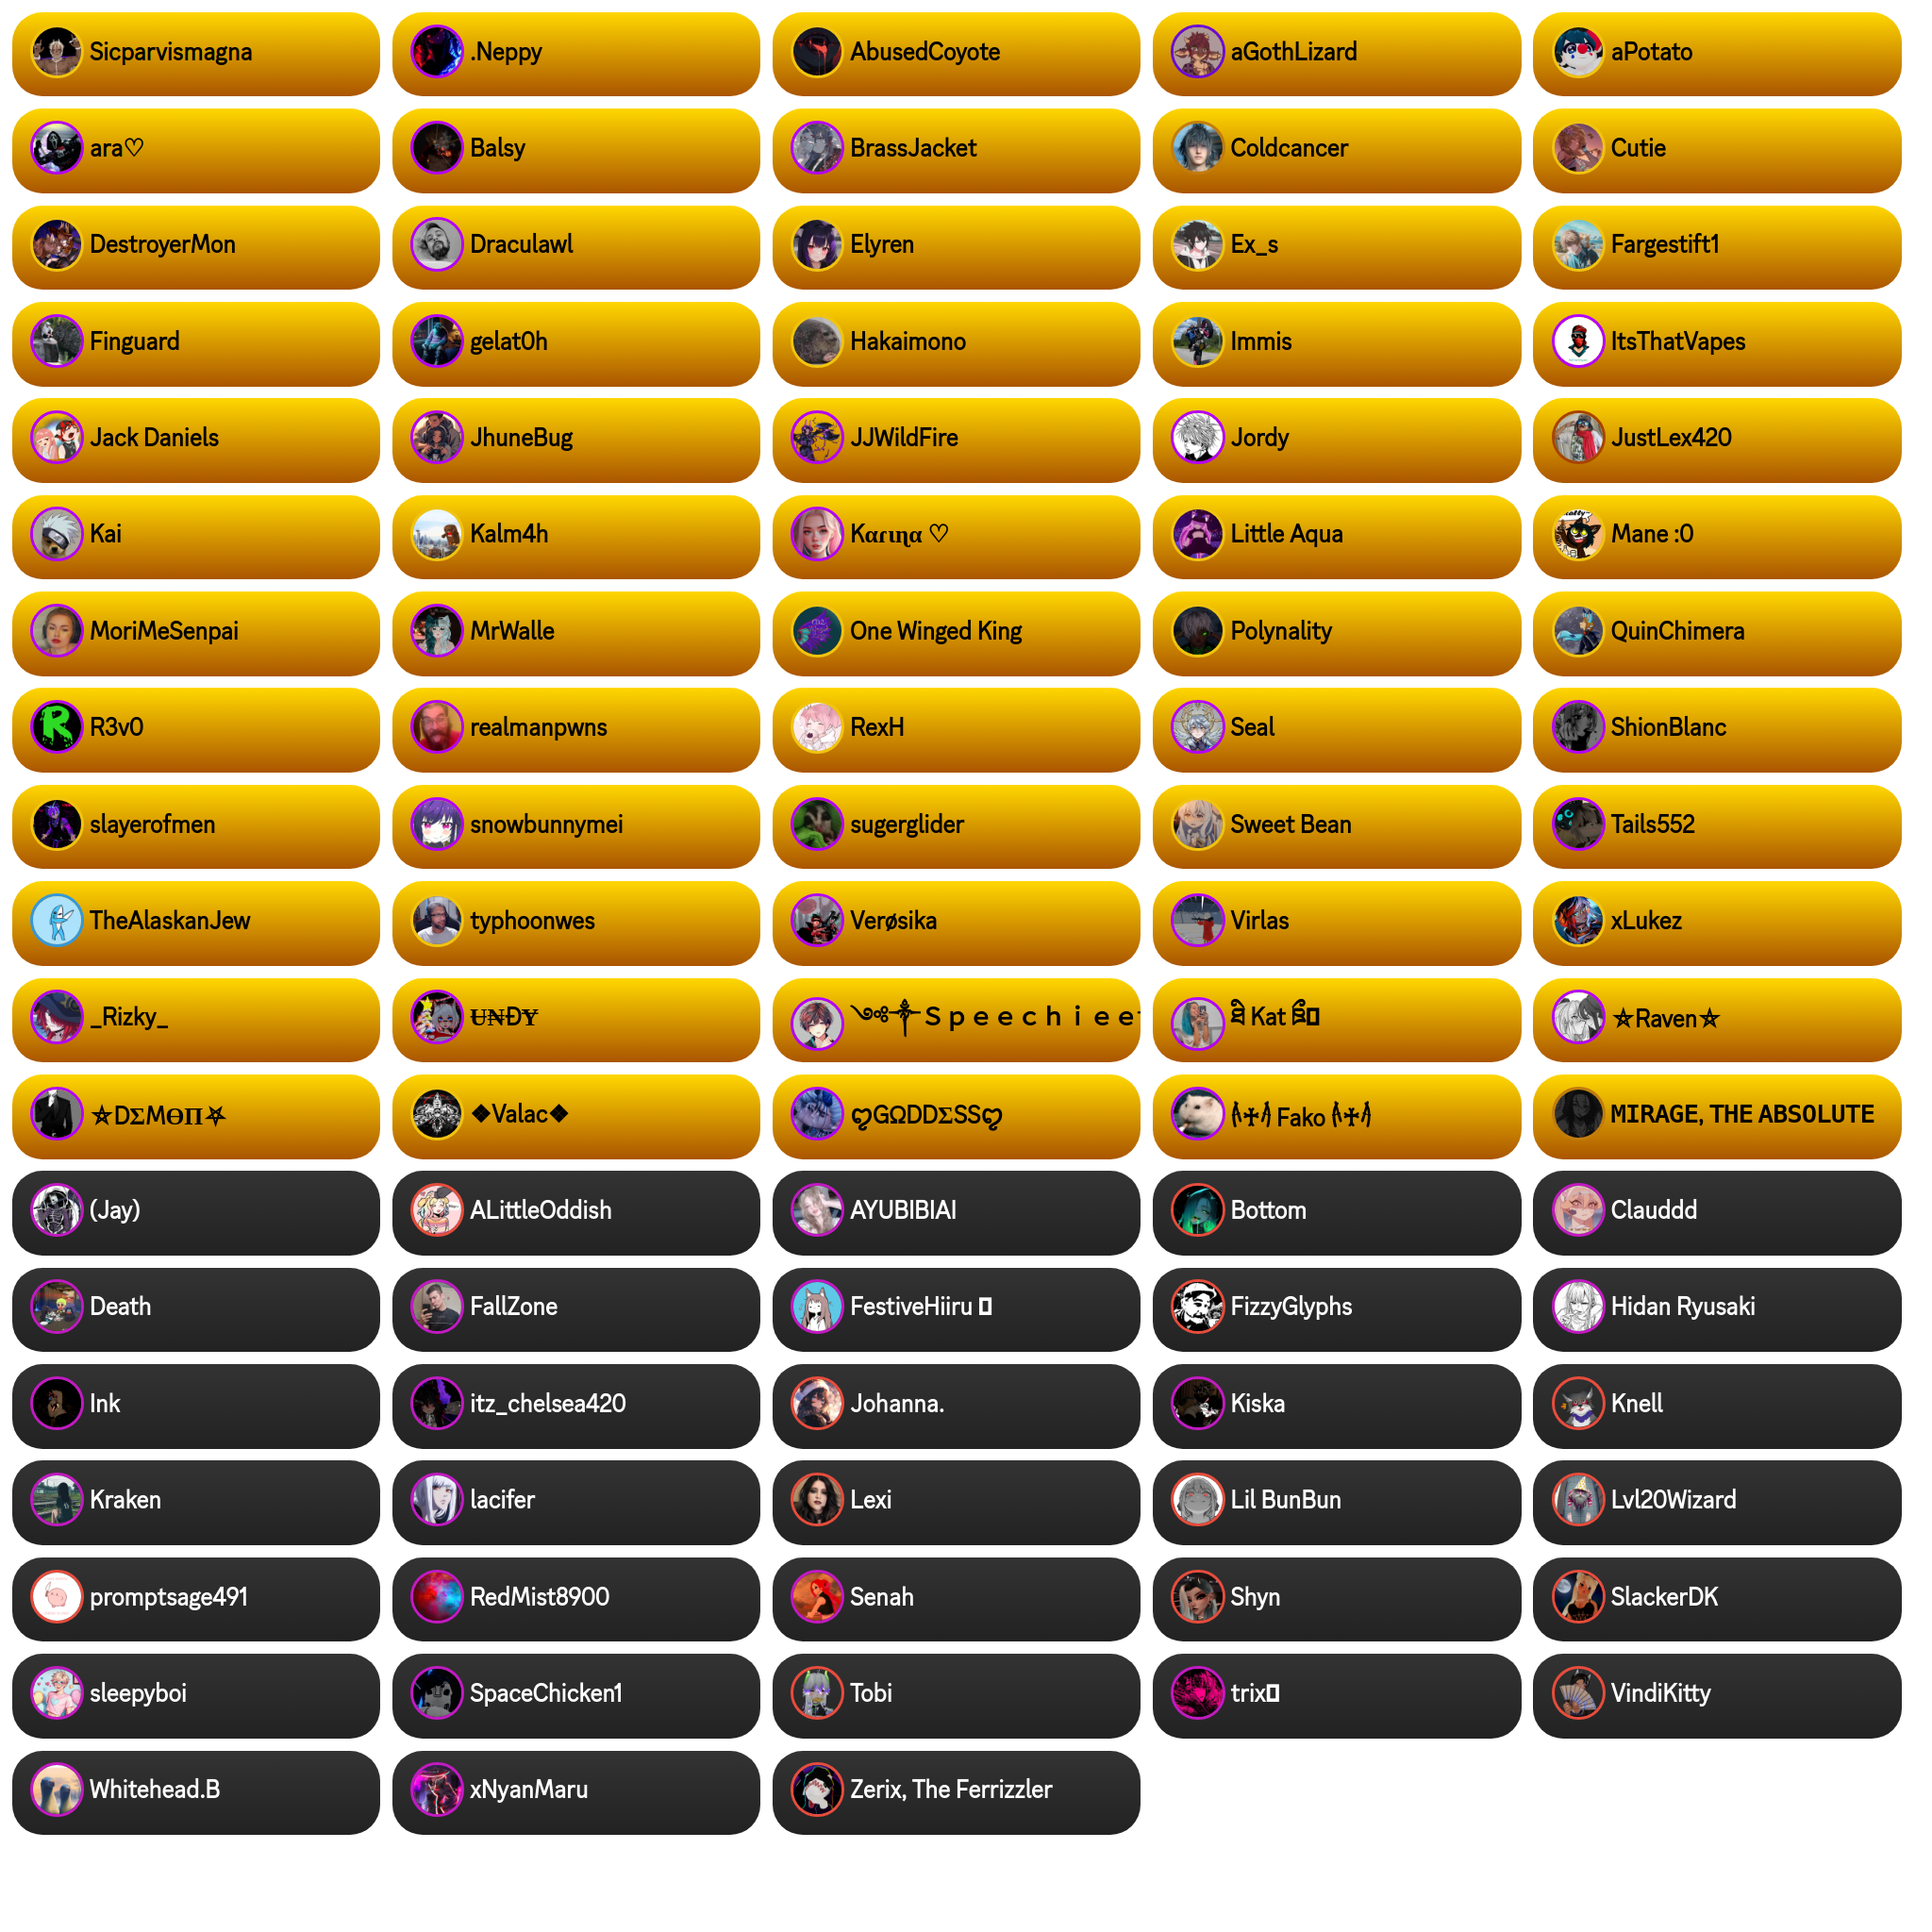 Sicparvismagna
.Neppy
AbusedCoyote
aGothLizard
aPotato
ara♡
Balsy
BrassJacket
Coldcancer
Cutie
DestroyerMon
Draculawl
Elyren
Ex_s
Fargestift1
Finguard
gelat0h
Hakaimono
Immis
ItsThatVapes
Jack Daniels
JhuneBug
JJWildFire
Jordy
JustLex420
Kai
Kalm4h
Kαɾιɳα ♡
Little Aqua
Mane :0
MoriMeSenpai
MrWalle
One Winged King
Polynality
QuinChimera
R3v0
realmanpwns
RexH
Seal
ShionBlanc
slayerofmen
snowbunnymei
sugerglider
Sweet Bean
Tails552
TheAlaskanJew
typhoonwes
Verøsika
Virlas
xLukez
_Rizky_
U̶N̶ĐY̶
༺༒Ｓｐｅｅｃｈｉｅｅ
Kat
⛤Raven⛤
⛤DΣMӨП⛧
❖Valac❖
ღGΩDDΣSSღ
Fako
MIRAGE, THE ABSOLUTE
(Jay)
ALittleOddish
AYUBIBIAI
Bottom
Clauddd
Death
FallZone
FestiveHiiru
FizzyGlyphs
Hidan Ryusaki
Ink
itz_chelsea420
Johanna.
Kiska
Knell
Kraken
lacifer
Lexi
Lil BunBun
Lvl20Wizard
promptsage491
RedMist8900
Senah
Shyn
SlackerDK
sleepyboi
SpaceChicken1
Tobi
trix
VindiKitty
Whitehead.B
xNyanMaru
Zerix, The Ferrizzler